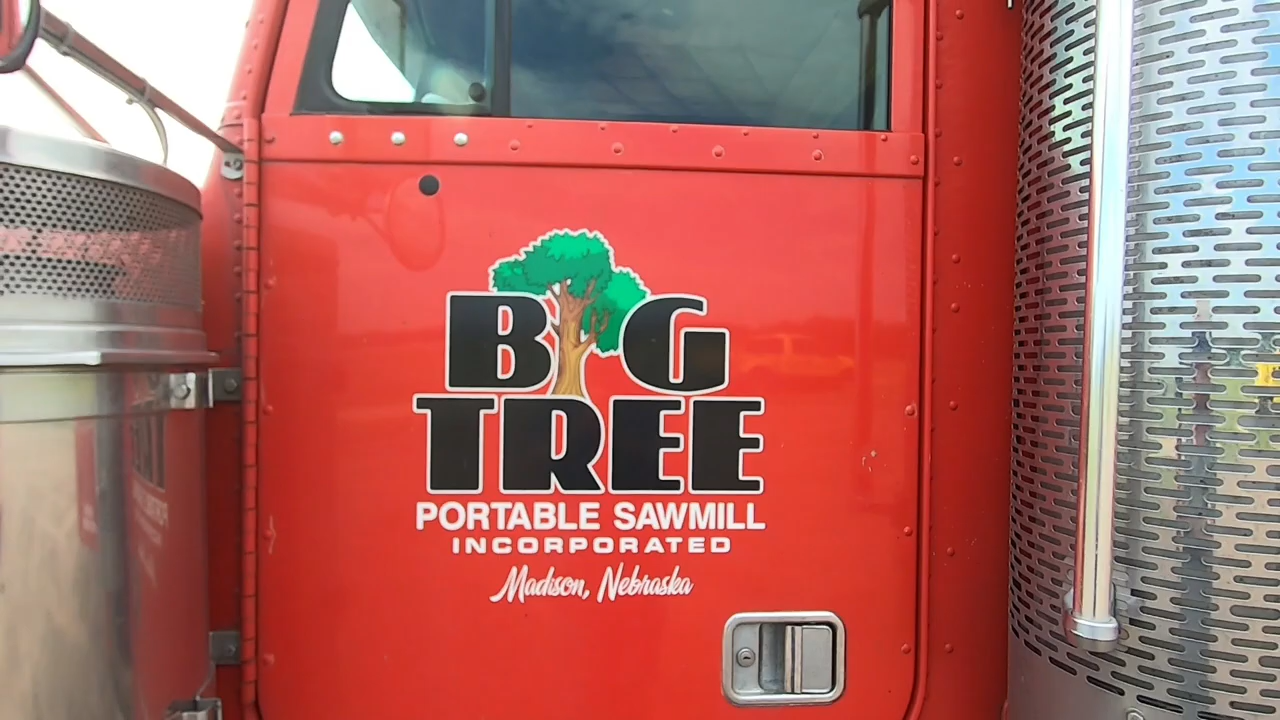 BIG
TREE
PORTABLE SAWMILL
INCORPORATED
Madison, Nebraska